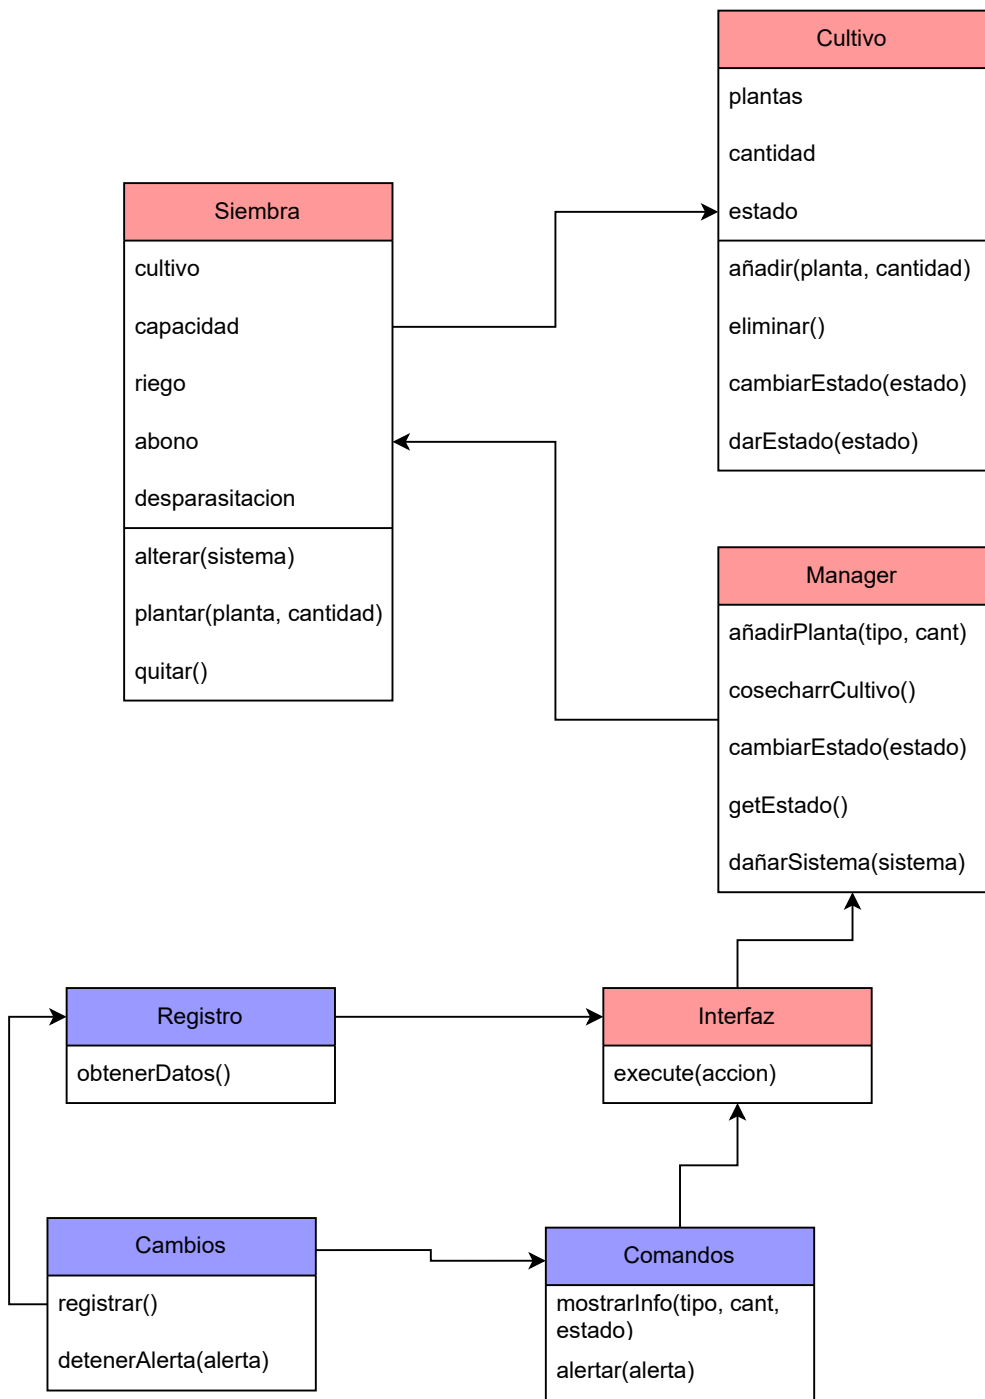 Cultivo
plantas
cantidad
estado
añadir(planta, cantidad)
eliminar()
cambiarEstado(estado)
darEstado(estado)
Siembra
cultivo
capacidad
riego
abono
desparasitacion
alterar(sistema)
plantar(planta, cantidad)
quitar()
Manager
añadirPlanta(tipo, cant)
cosecharrCultivo()
cambiarEstado(estado)
getEstado()
dañarSistema(sistema)
Registro
obtenerDatos()
Interfaz
execute(accion)
Cambios
registrar()
detenerAlerta(alerta)
Comandos
mostrarInfo(tipo, cant,
estado)
alertar(alerta)